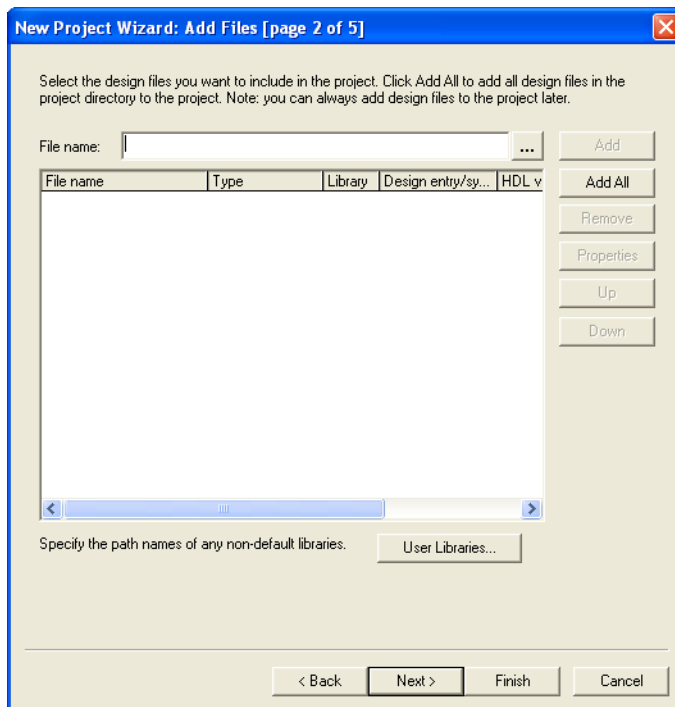 New Project Wizard: Add Files [page 2 of 5]
Select the design files you want to include in the project. Click Add All to add all design files in the
project directory to the project. Note: you can always add design files to the project later.
File name: ... Add
File name Type Library Design entry/sy... HDL v Add All
Remove
Properties
Up
Down
Specify the path names of any non-default libraries. User Libraries...
< Back Next > Finish Cancel